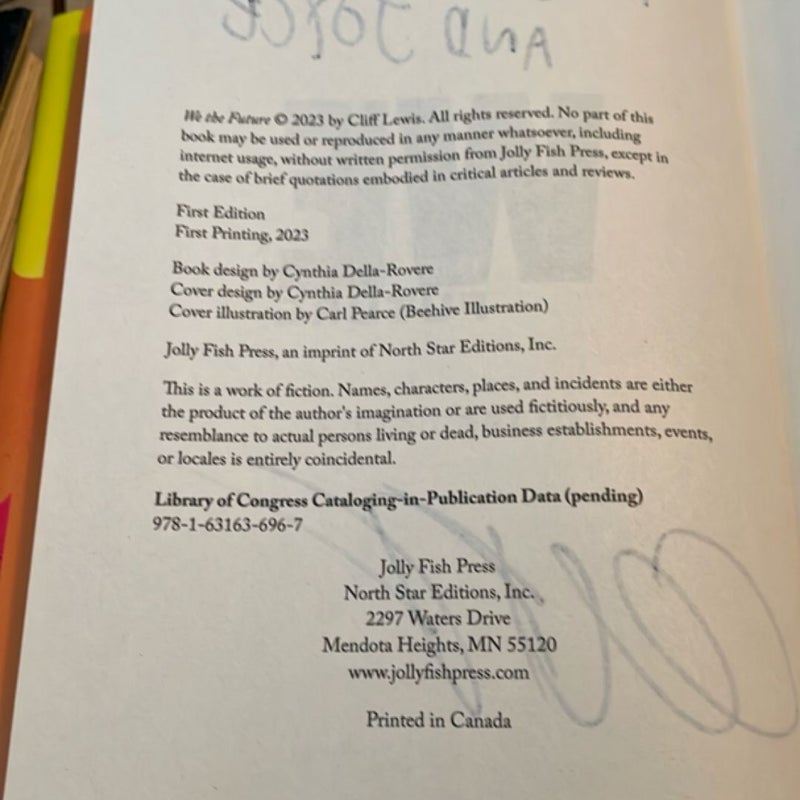 We the Future © 2023 by Cliff Lewis. All rights reserved. No part of this
book may be used or reproduced in any manner whatsoever, including
internet usage, without written permission from Jolly Fish Press, except in
the case of brief quotations embodied in critical articles and reviews.
First Edition
First Printing, 2023
Book design by Cynthia Della-Rovere
Cover design by Cynthia Della-Rovere
Cover illustration by Carl Pearce (Beehive Illustration)
Jolly Fish Press, an imprint of North Star Editions, Inc.
This is a work of fiction. Names, characters, places, and incidents are either
the product of the author's imagination or are used fictitiously, and any
resemblance to actual persons living or dead, business establishments, events,
or locales is entirely coincidental.
Library of Congress Cataloging-in-Publication Data (pending)
978-1-63163-696-7
Jolly Fish Press
North Star Editions, Inc.
2297 Waters Drive
Mendota Heights, MN 55120
www.jollyfishpress.com
Printed in Canada